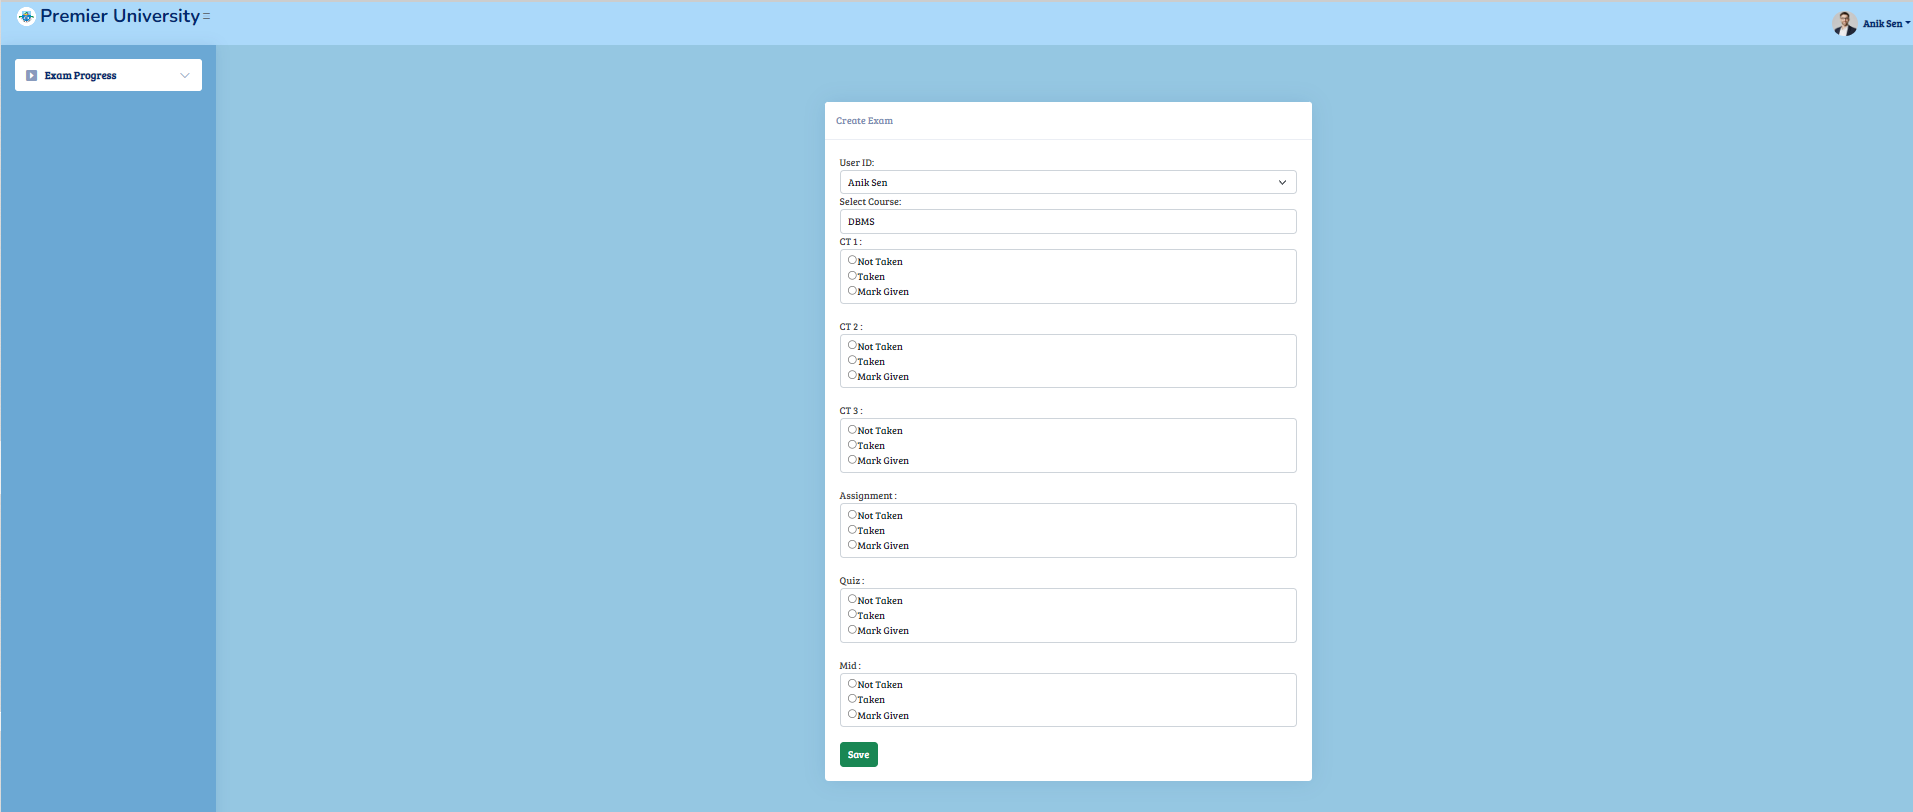 Premier University
Anik Sen
Exam Progress
Create Exam
User ID:
Anik Sen
Select Course:
DBMS
CT 1 :
Not Taken
Taken
Mark Given
CT 2 :
Not Taken
Taken
Mark Given
CT 3 :
Not Taken
Taken
Mark Given
Assignment :
Not Taken
Taken
Mark Given
Quiz :
Not Taken
Taken
Mark Given
Mid :
Not Taken
Taken
Mark Given
Save